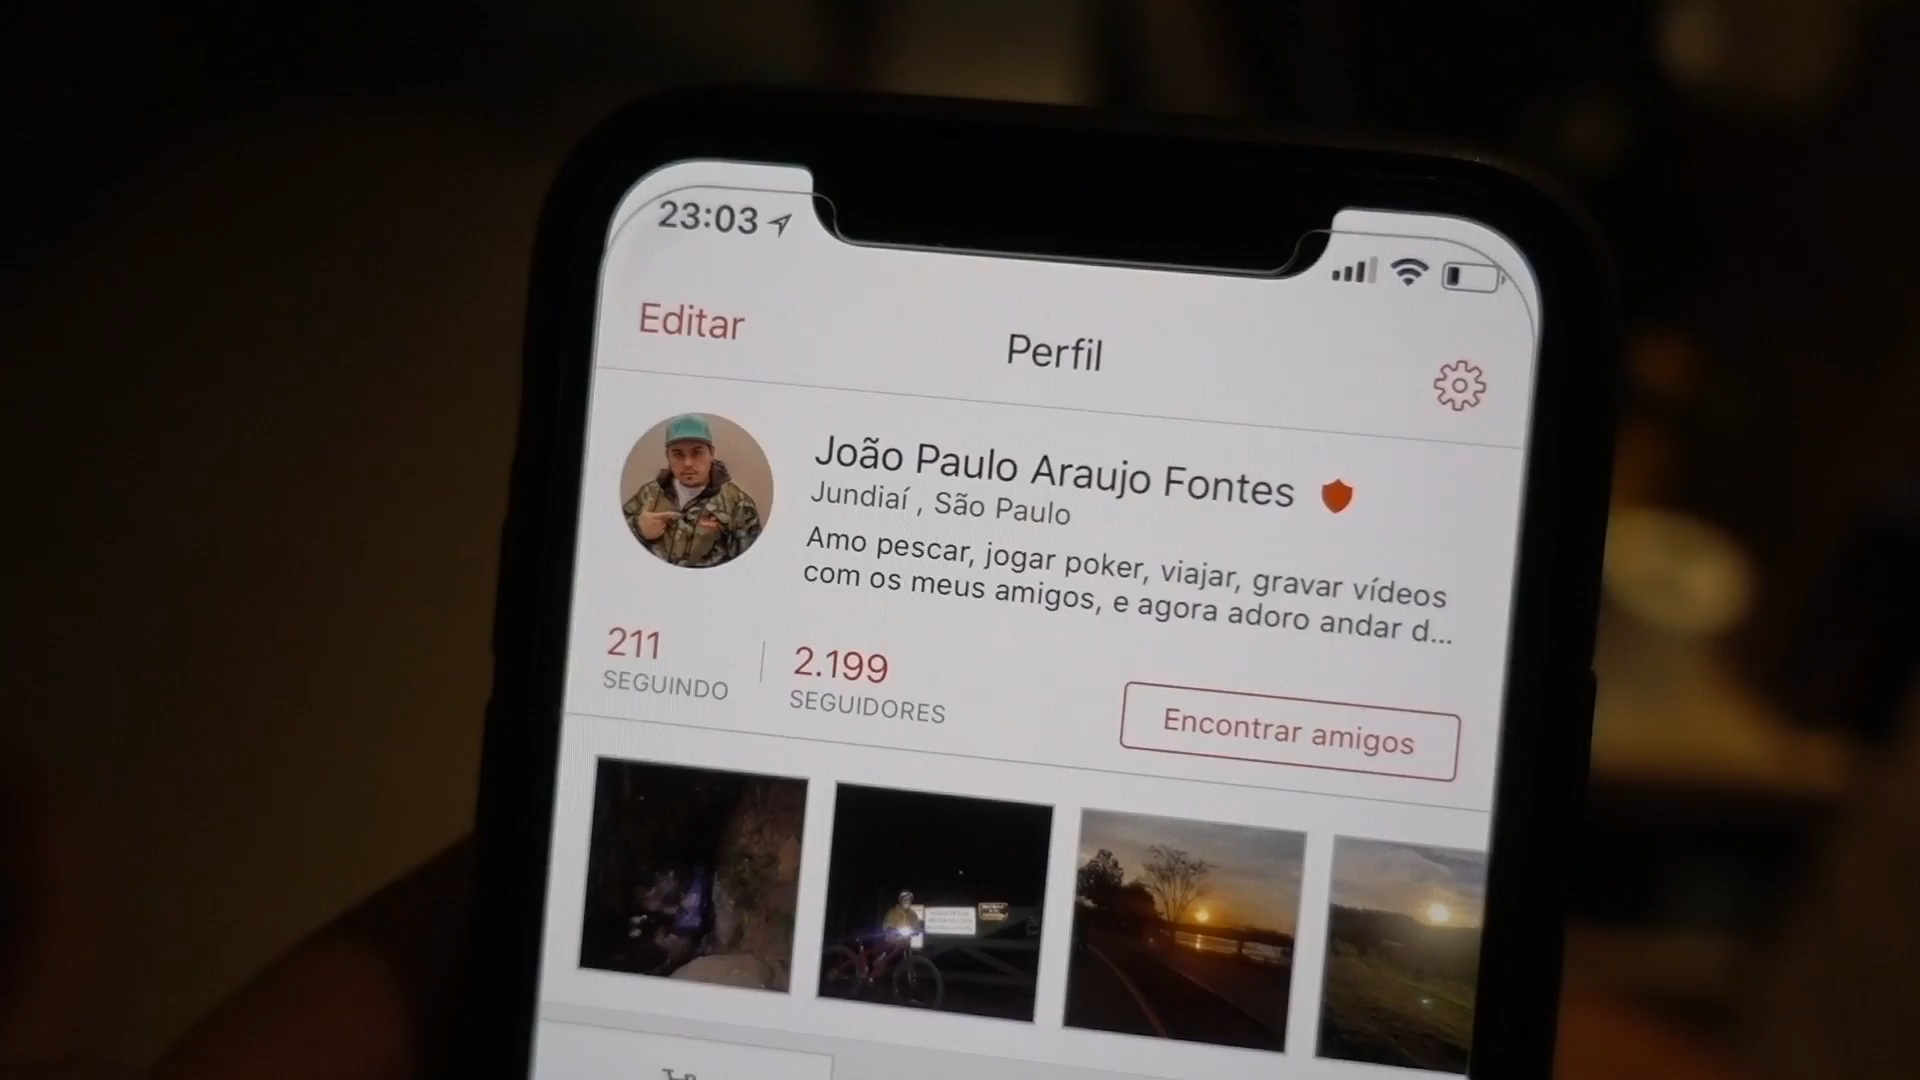 23:03
Editar
Perfil
João Paulo Araujo Fontes
Jundiaí , São Paulo
Amo pescar, jogar poker, viajar, gravar vídeos
com os meus amigos, e agora adoro andar d...
211
SEGUINDO
2.199
SEGUIDORES
Encontrar amigos